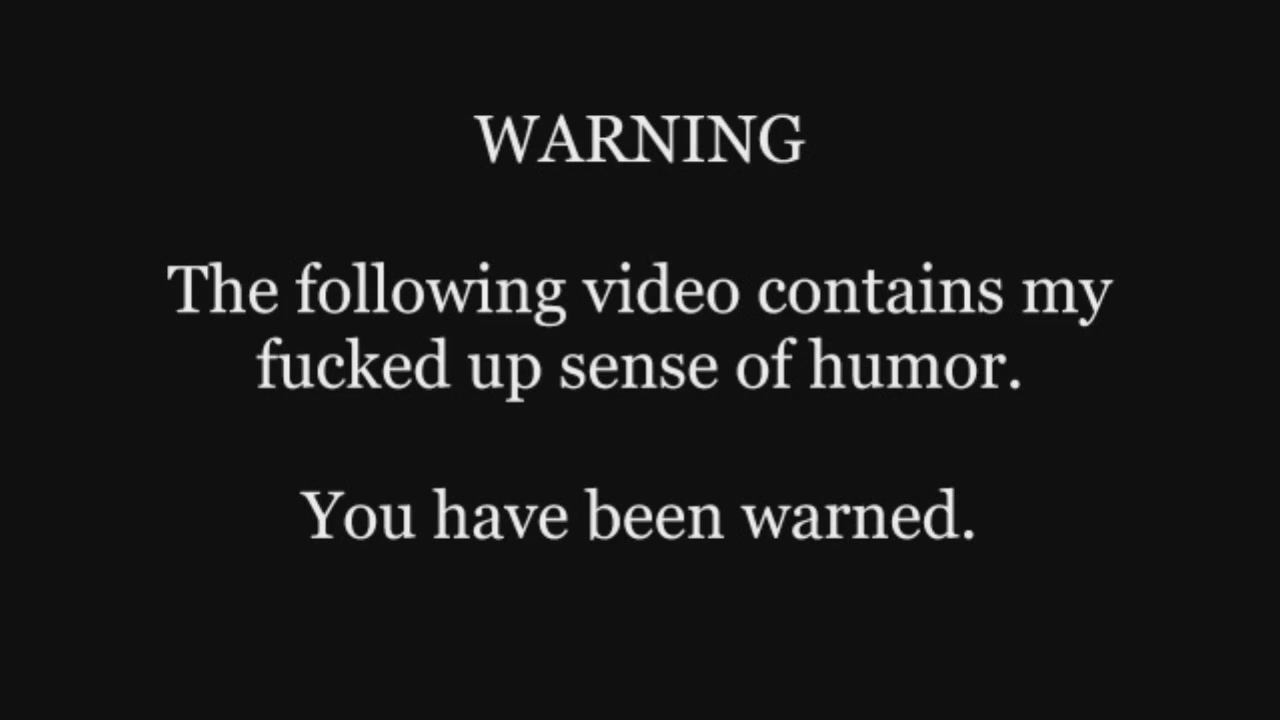 WARNING
The following video contains my
fucked up sense of humor.
You have been warned.